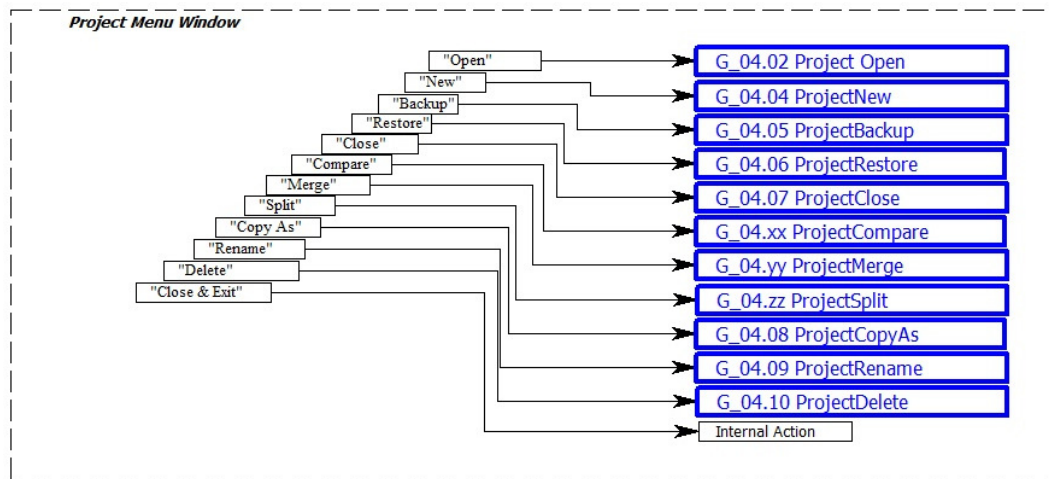 Project Menu Window
"Open"
G_04.02 Project Open
"New"
G_04.04 ProjectNew
"Backup"
G_04.05 ProjectBackup
"Restore"
G_04.06 ProjectRestore
"Close"
G_04.07 ProjectClose
"Compare"
G_04.xx ProjectCompare
"Merge"
G_04.yy ProjectMerge
"Split"
G_04.zz ProjectSplit
"Copy As"
G_04.08 ProjectCopyAs
"Rename"
G_04.09 ProjectRename
"Delete"
G_04.10 ProjectDelete
"Close & Exit"
Internal Action